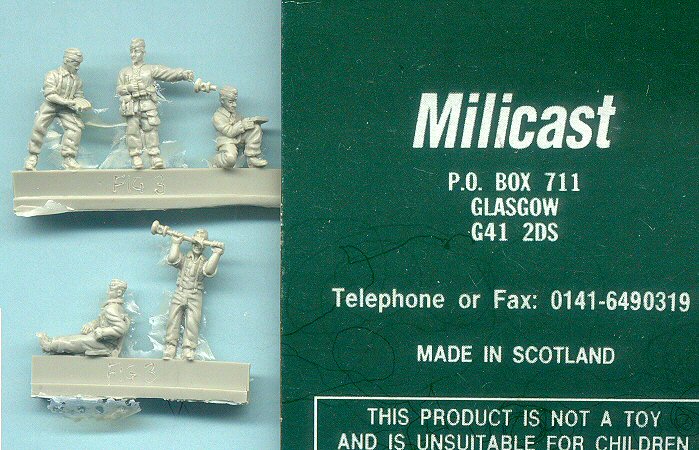 FIG 3
FIG 3
Milicast
P.O. BOX 711
GLASGOW
G41 2DS
Telephone or Fax: 0141-6490319
MADE IN SCOTLAND
THIS PRODUCT IS NOT A TOY
AND IS UNSUITABLE FOR CHILDREN